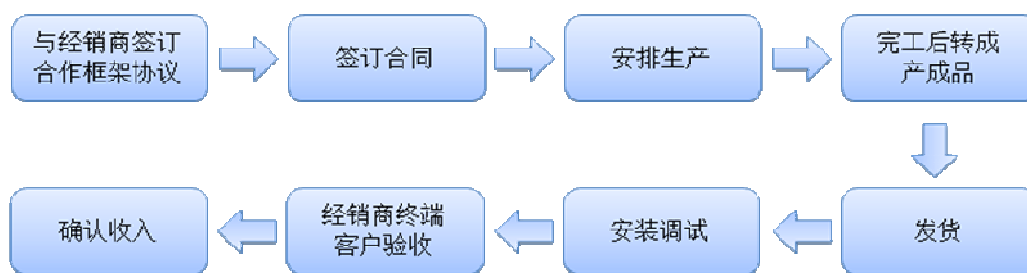 与经销商签订
合作框架协议
签订合同
安排生产
完工后转成
产成品
发货
安装调试
经销商终端
客户验收
确认收入